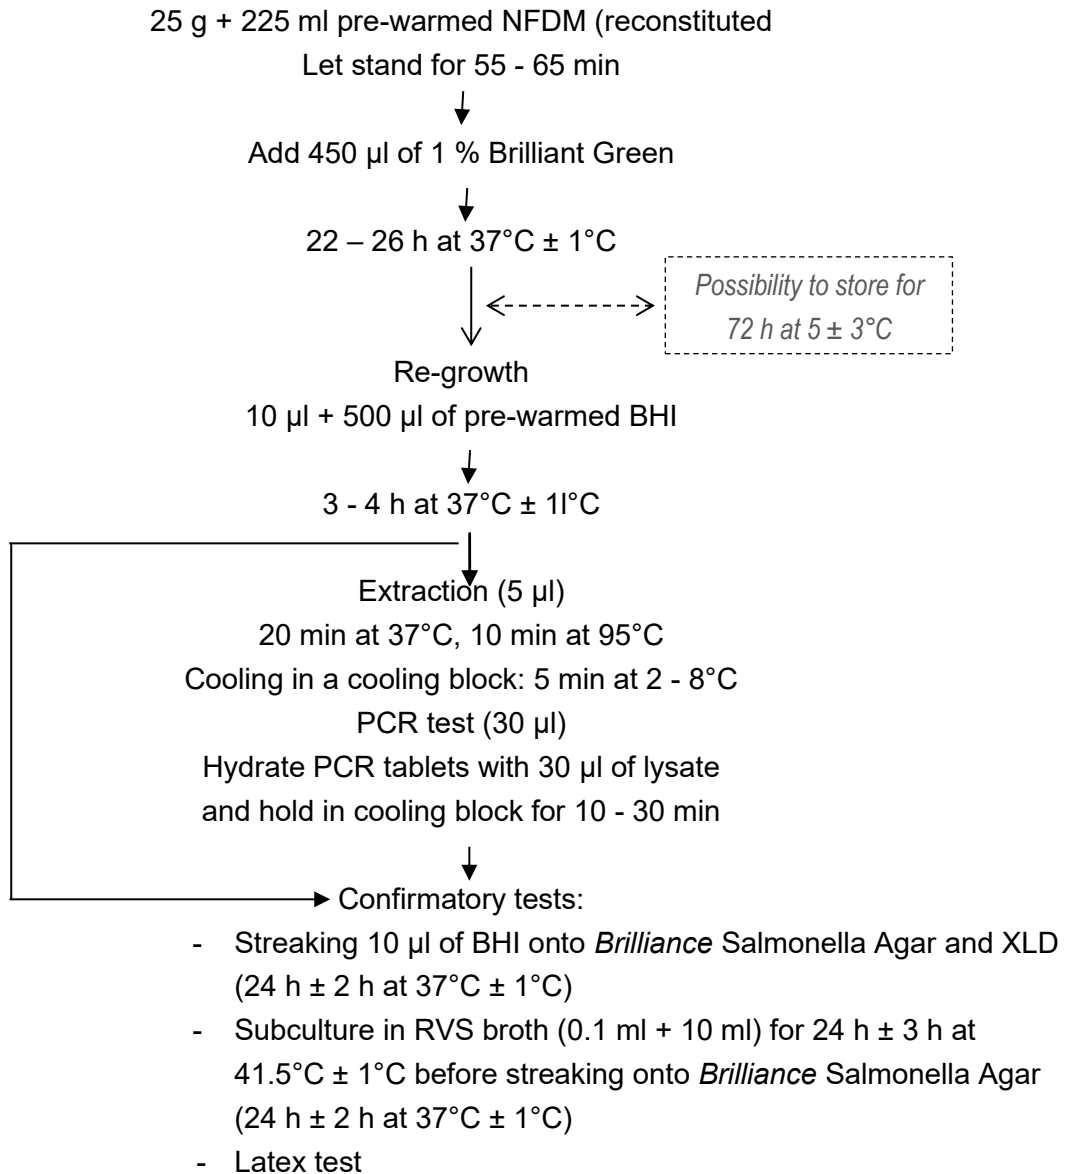 25 g + 225 ml pre-warmed NFDM (reconstituted
Let stand for 55 - 65 min
Add 450 µl of 1 % Brilliant Green
22 – 26 h at 37°C ± 1°C
Possibility to store for
72 h at 5 ± 3°C
Re-growth
10 µl + 500 µl of pre-warmed BHI
3 - 4 h at 37°C ± 1l°C
Extraction (5 µl)
20 min at 37°C, 10 min at 95°C
Cooling in a cooling block: 5 min at 2 - 8°C
PCR test (30 µl)
Hydrate PCR tablets with 30 µl of lysate
and hold in cooling block for 10 - 30 min
Confirmatory tests:
- Streaking 10 µl of BHI onto Brilliance Salmonella Agar and XLD
(24 h ± 2 h at 37°C ± 1°C)
- Subculture in RVS broth (0.1 ml + 10 ml) for 24 h ± 3 h at
41.5°C ± 1°C before streaking onto Brilliance Salmonella Agar
(24 h ± 2 h at 37°C ± 1°C)
- Latex test